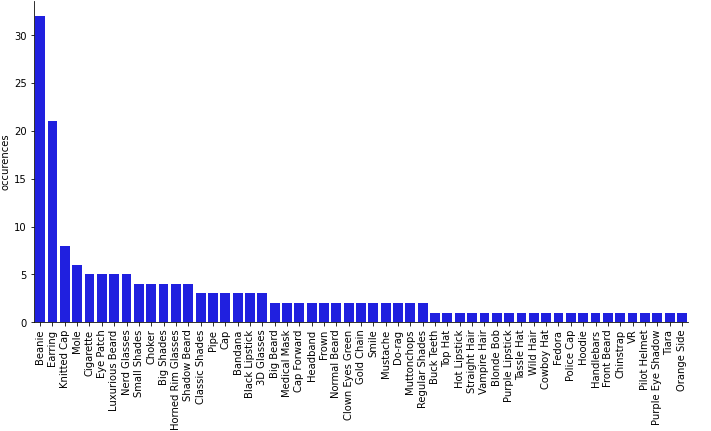 30
25
20
15
10
5
0
occurences
Beanie
Earring
Knitted Cap
Mole
Cigarette
Eye Patch
Luxurious Beard
Nerd Glasses
Small Shades
Choker
Big Shades
Horned Rim Glasses
Shadow Beard
Classic Shades
Pipe
Cap
Bandana
Black Lipstick
3D Glasses
Big Beard
Medical Mask
Cap Forward
Headband
Frown
Normal Beard
Clown Eyes Green
Gold Chain
Smile
Mustache
Do-rag
Muttonchops
Regular Shades
Buck Teeth
Top Hat
Hot Lipstick
Straight Hair
Vampire Hair
Blonde Bob
Purple Lipstick
Tassle Hat
Wild Hair
Cowboy Hat
Fedora
Police Cap
Hoodie
Handlebars
Front Beard
Chinstrap
VR
Pilot Helmet
Purple Eye Shadow
Tiara
Orange Side